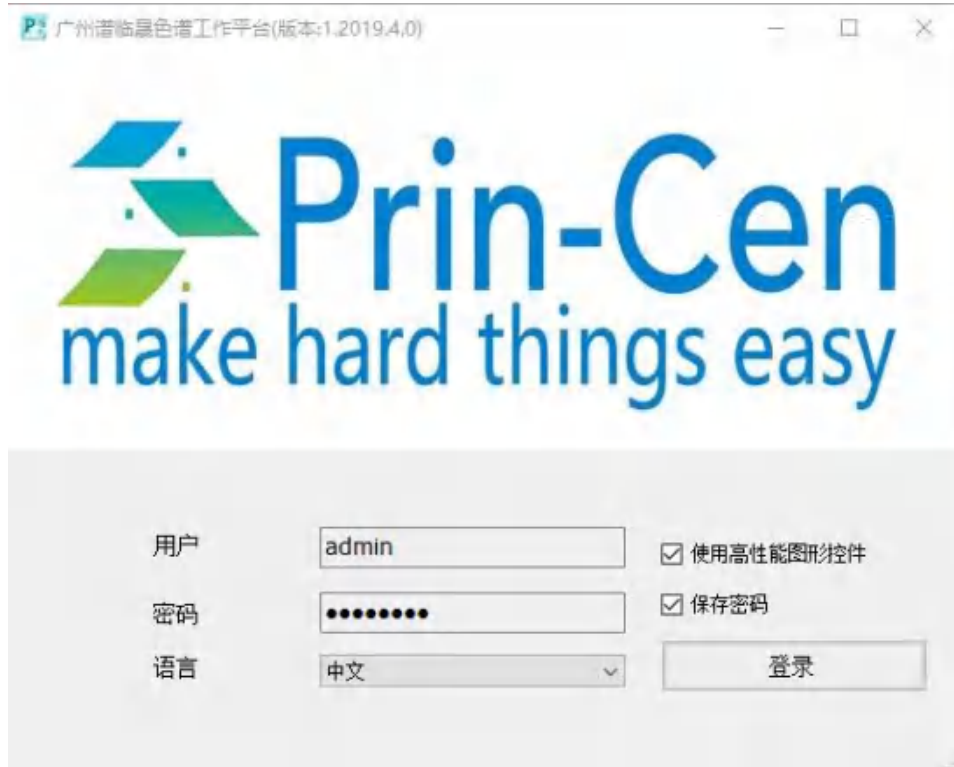 广州谱临晟色谱工作平台(版本:1.2019.4.0)
Prin-Cen
make hard things easy
用户 admin 使用高性能图形控件
密码 ●●●●●●●● 保存密码
语言 中文 登录